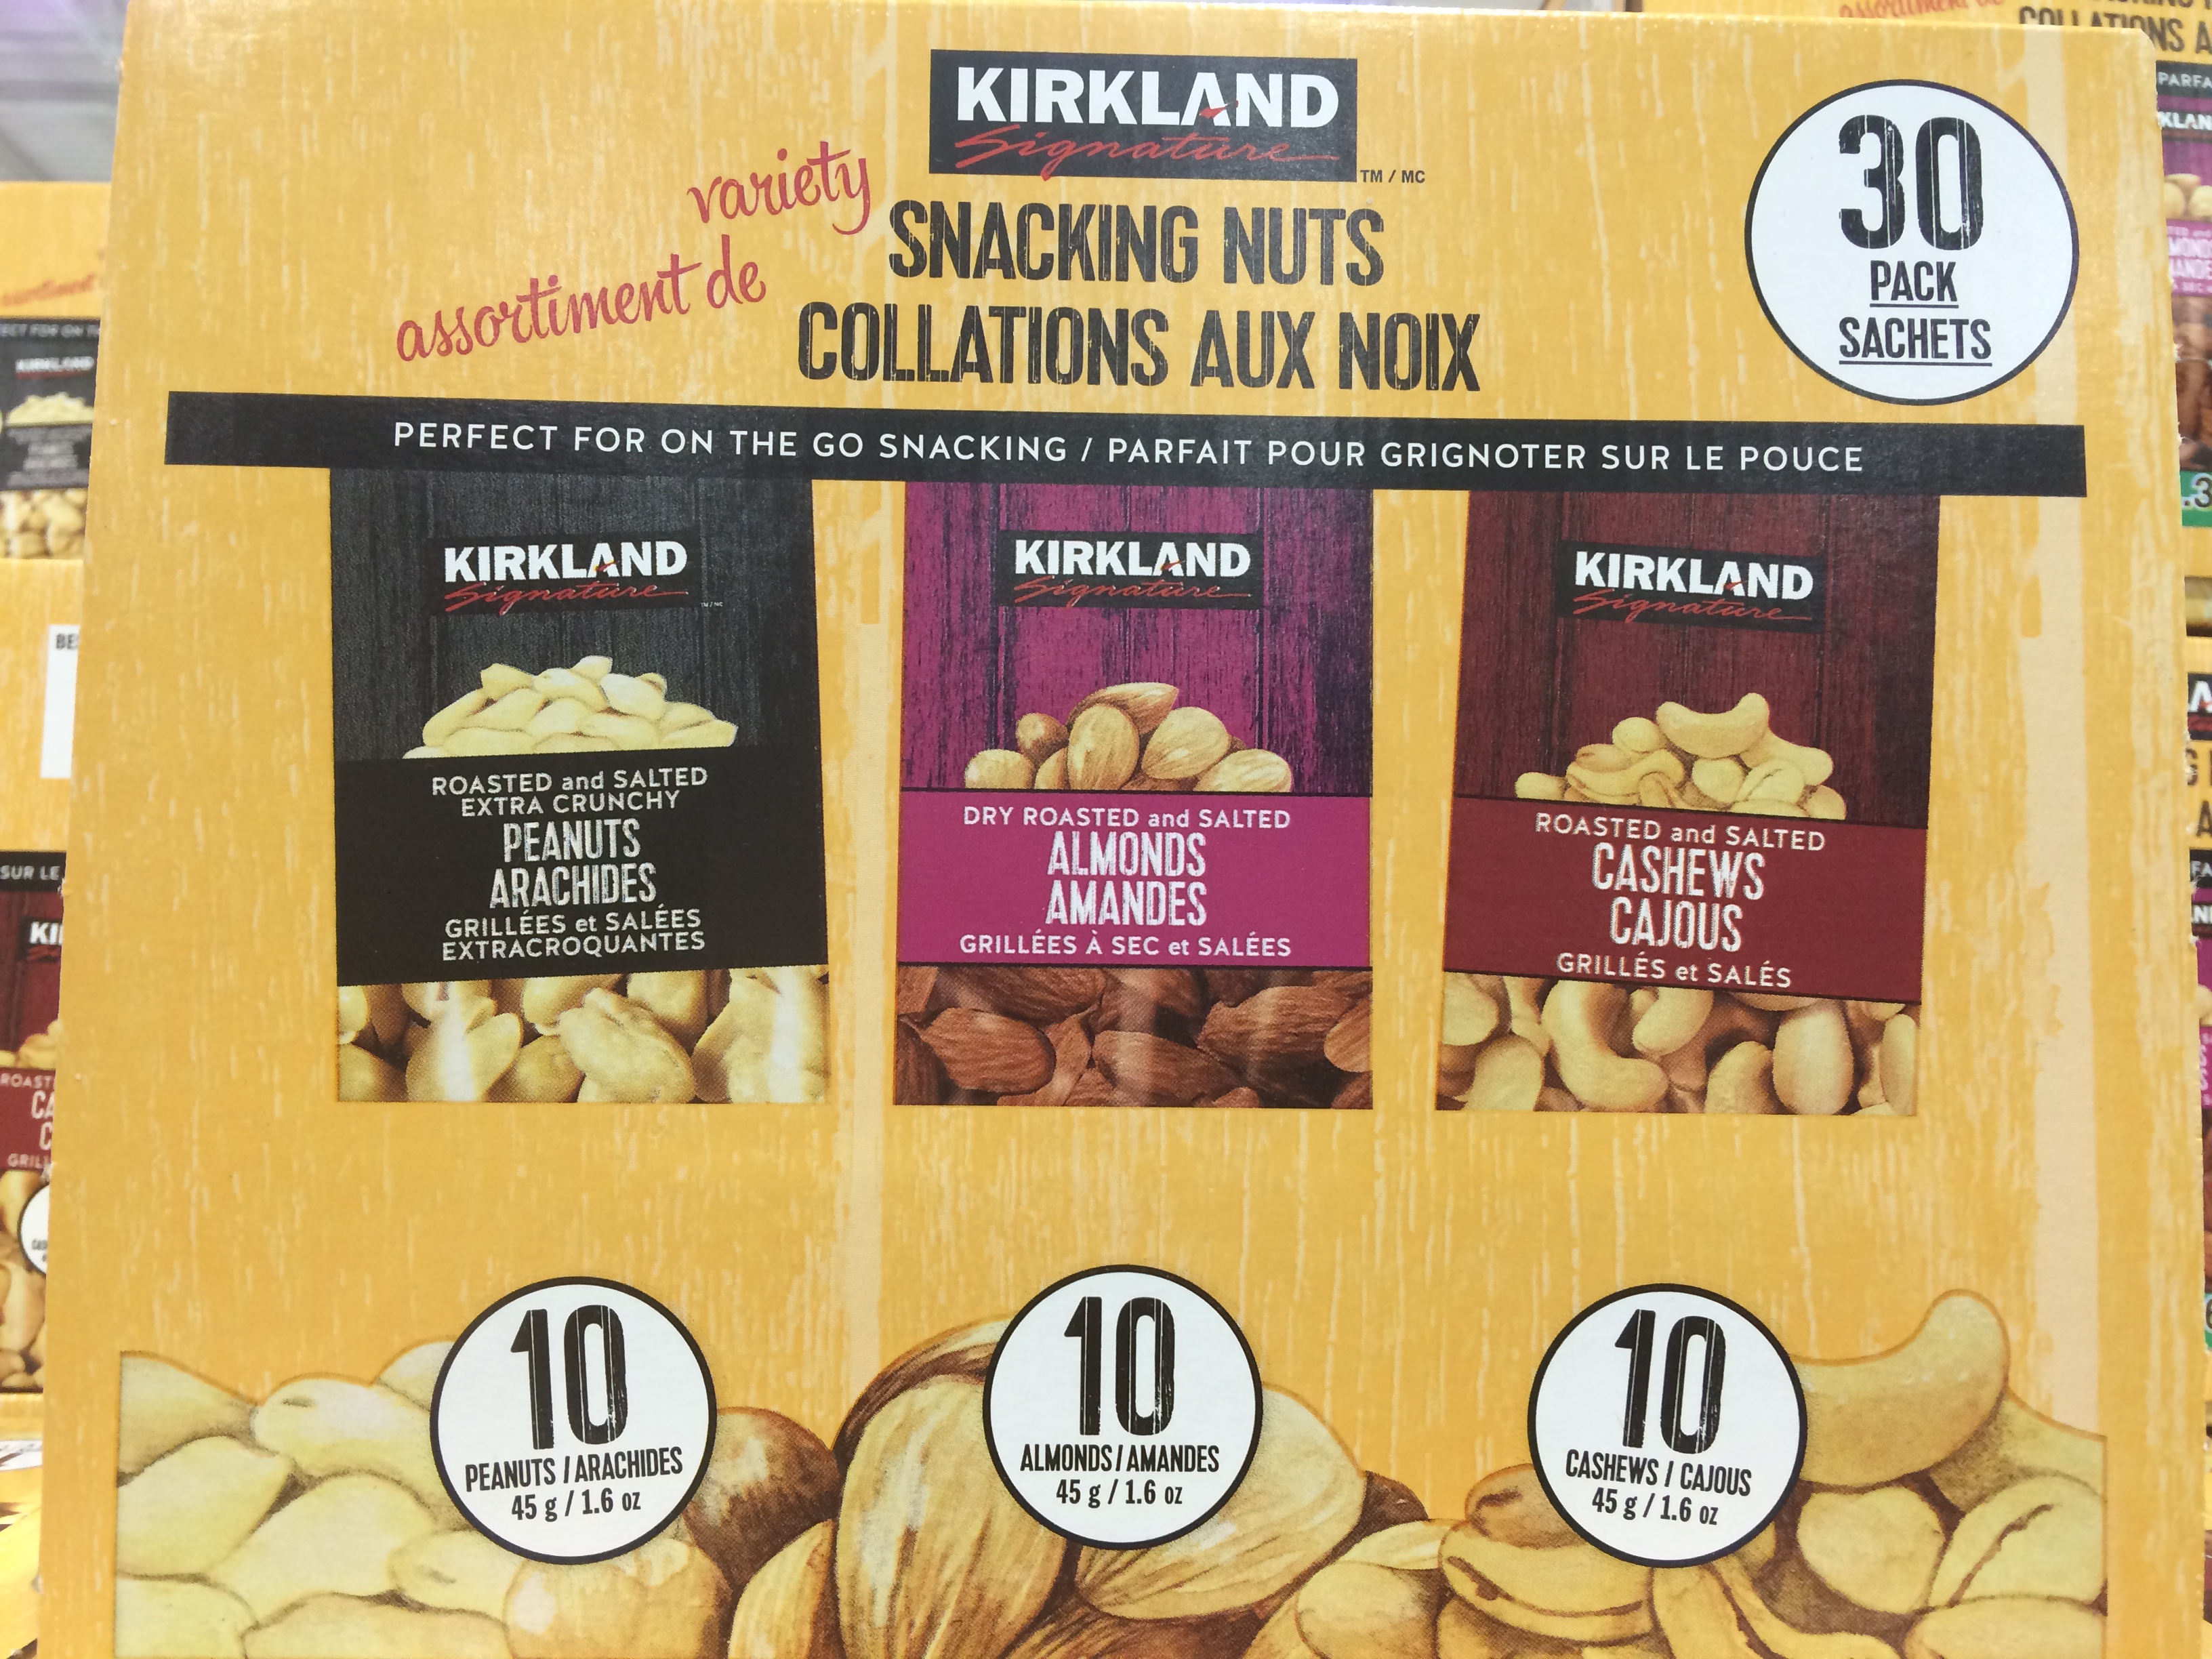 KIRKLAND
Signature
TM / MC
variety SNACKING NUTS
assortiment de COLLATIONS AUX NOIX
30
PACK
SACHETS
PERFECT FOR ON THE GO SNACKING / PARFAIT POUR GRIGNOTER SUR LE POUCE
KIRKLAND
Signature
TM / MC
ROASTED and SALTED
EXTRA CRUNCHY
PEANUTS
ARACHIDES
GRILLÉES et SALÉES
EXTRACROQUANTES
KIRKLAND
Signature
DRY ROASTED and SALTED
ALMONDS
AMANDES
GRILLÉES À SEC et SALÉES
KIRKLAND
Signature
ROASTED and SALTED
CASHEWS
CAJOUS
GRILLÉS et SALÉS
10
PEANUTS / ARACHIDES
45 g / 1.6 oz
10
ALMONDS / AMANDES
45 g / 1.6 oz
10
CASHEWS / CAJOUS
45 g / 1.6 oz